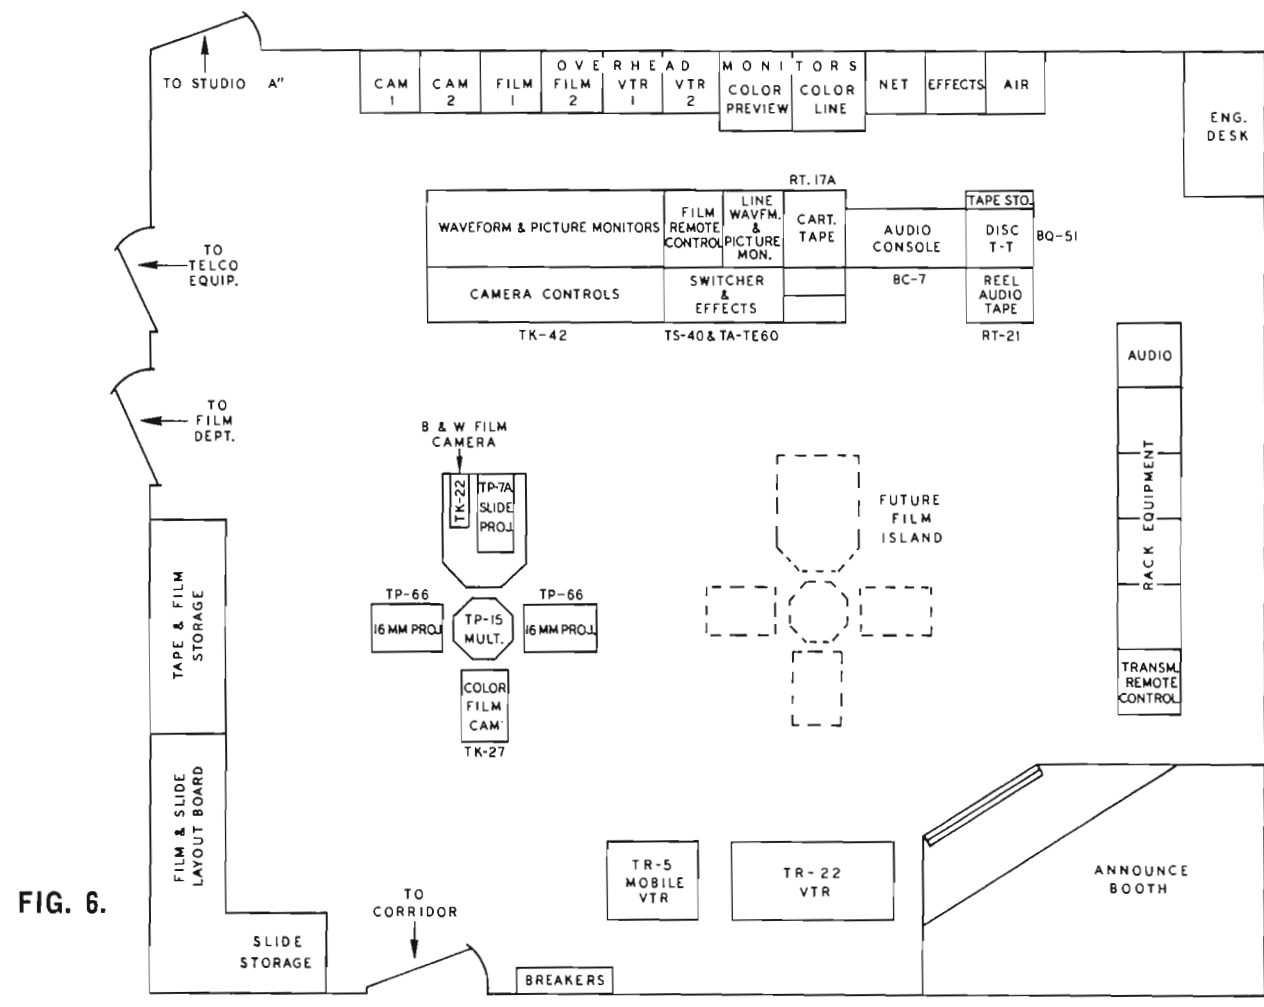 TO STUDIO A"
OVERHEAD MONITORS
CAM
1
CAM
2
FILM
1
FILM
2
VTR
1
VTR
2
COLOR
PREVIEW
COLOR
LINE
NET
EFFECTS
AIR
ENG.
DESK
RT. 17A
WAVEFORM & PICTURE MONITORS
FILM
REMOTE
CONTROL
LINE
WAVFM.
&
PICTURE
MON.
CART.
TAPE
AUDIO
CONSOLE
TAPE STO.
DISC
T-T
BQ-51
CAMERA CONTROLS
SWITCHER
&
EFFECTS
BC-7
REEL
AUDIO
TAPE
TK-42
TS-40 & TA-TE60
RT-21
TO
TELCO
EQUIP.
TO
FILM
DEPT.
B & W FILM
CAMERA
TK-22
TP-7A
SLIDE
PROJ.
TP-66
16 MM PROJ.
TP-15
MULT.
TP-66
16 MM PROJ.
COLOR
FILM
CAM
TK-27
FUTURE
FILM
ISLAND
AUDIO
RACK EQUIPMENT
TRANSM.
REMOTE
CONTROL
TAPE & FILM
STORAGE
FILM & SLIDE
LAYOUT BOARD
SLIDE
STORAGE
TO
CORRIDOR
BREAKERS
TR-5
MOBILE
VTR
TR-22
VTR
ANNOUNCE
BOOTH
FIG. 6.